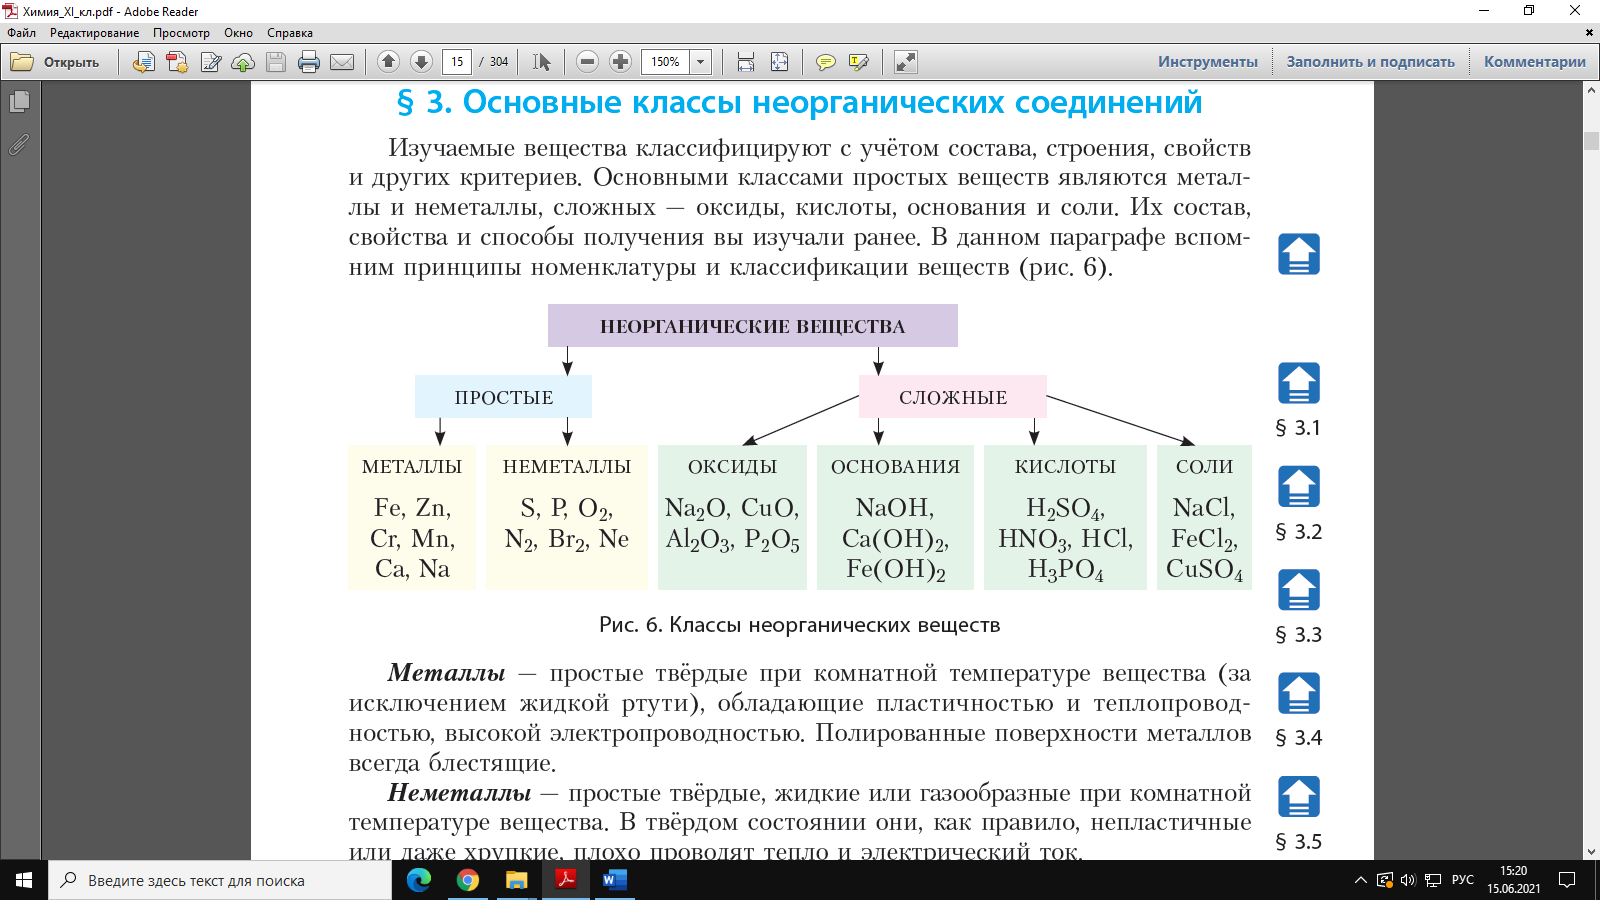 Химия_XI_кл.pdf - Adobe Reader
Файл Редактирование Просмотр Окно Справка
Открыть 15 / 304 150% Инструменты Заполнить и подписать Комментарии
§ 3. Основные классы неорганических соединений
Изучаемые вещества классифицируют с учётом состава, строения, свойств
и других критериев. Основными классами простых веществ являются метал-
лы и неметаллы, сложных — оксиды, кислоты, основания и соли. Их состав,
свойства и способы получения вы изучали ранее. В данном параграфе вспом-
ним принципы номенклатуры и классификации веществ (рис. 6).
НЕОРГАНИЧЕСКИЕ ВЕЩЕСТВА
ПРОСТЫЕ СЛОЖНЫЕ
МЕТАЛЛЫ
Fe, Zn,
Cr, Mn,
Ca, Na
НЕМЕТАЛЛЫ
S, P, O₂,
N₂, Br₂, Ne
ОКСИДЫ
Na₂O, CuO,
Al₂O₃, P₂O₅
ОСНОВАНИЯ
NaOH,
Ca(OH)₂,
Fe(OH)₂
КИСЛОТЫ
H₂SO₄,
HNO₃, HCl,
H₃PO₄
СОЛИ
NaCl,
FeCl₂,
CuSO₄
Рис. 6. Классы неорганических веществ
Металлы — простые твёрдые при комнатной температуре вещества (за
исключением жидкой ртути), обладающие пластичностью и теплопровод-
ностью, высокой электропроводностью. Полированные поверхности металлов
всегда блестящие.
Неметаллы — простые твёрдые, жидкие или газообразные при комнатной
температуре вещества. В твёрдом состоянии они, как правило, непластичные
или даже хрупкие, плохо проводят тепло и электрический ток.
§ 3.1
§ 3.2
§ 3.3
§ 3.4
§ 3.5
Введите здесь текст для поиска
РУС
15:20
15.06.2021